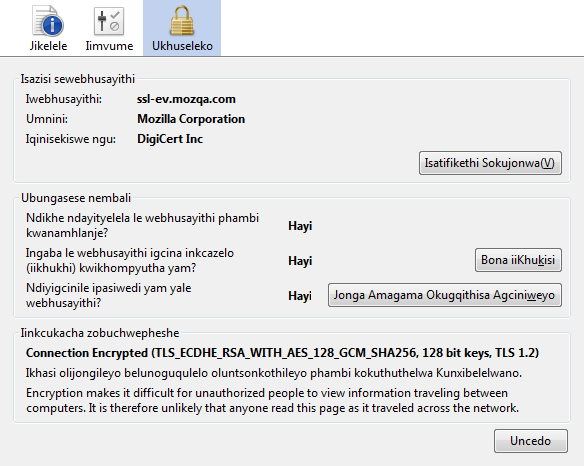 Jikelele Iimvume Ukhuseleko
Isazisi sewebhusayithi
Iwebhusayithi: ssl-ev.mozqa.com
Umnini: Mozilla Corporation
Iqinisekiswe ngu: DigiCert Inc
Isatifikethi Sokujonwa(V)
Ubungasese nembali
Ndikhe ndayityelela le webhusayithi phambi
kwanamhlanje? Hayi
Ingaba le webhusayithi igcina inkcazelo
(iikhukhi) kwikhompyutha yam? Hayi Bona iiKhukisi
Ndiyigcinile ipasiwedi yam yale
webhusayithi? Hayi Jonga Amagama Okugqithisa Agciniweyo
Iinkcukacha zobuchwepheshe
Connection Encrypted (TLS_ECDHE_RSA_WITH_AES_128_GCM_SHA256, 128 bit keys, TLS 1.2)
Ikhasi olijongileyo belunoguqulelo oluntsonkothileyo phambi kokuthuthelwa Kunxibelelwano.
Encryption makes it difficult for unauthorized people to view information traveling between
computers. It is therefore unlikely that anyone read this page as it traveled across the network.
Uncedo